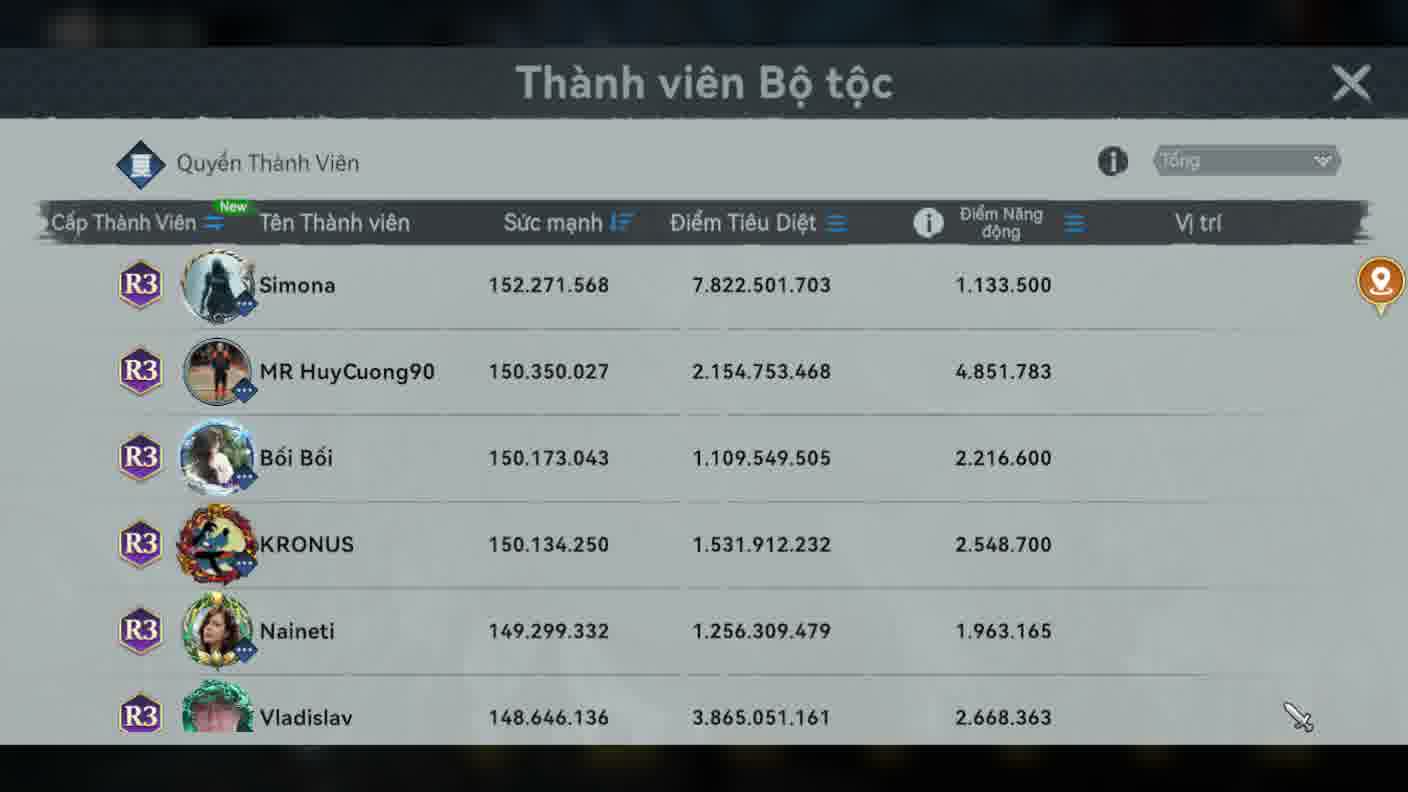 Thành viên Bộ tộc
Quyển Thành Viên
Tổng
Cấp Thành Viên New Tên Thành viên Sức mạnh Điểm Tiêu Diệt Điểm Năng động Vị trí
R3 Simona 152.271.568 7.822.501.703 1.133.500
R3 MR HuyCuong90 150.350.027 2.154.753.468 4.851.783
R3 Bối Bối 150.173.043 1.109.549.505 2.216.600
R3 KRONUS 150.134.250 1.531.912.232 2.548.700
R3 Naineti 149.299.332 1.256.309.479 1.963.165
R3 Vladislav 148.646.136 3.865.051.161 2.668.363